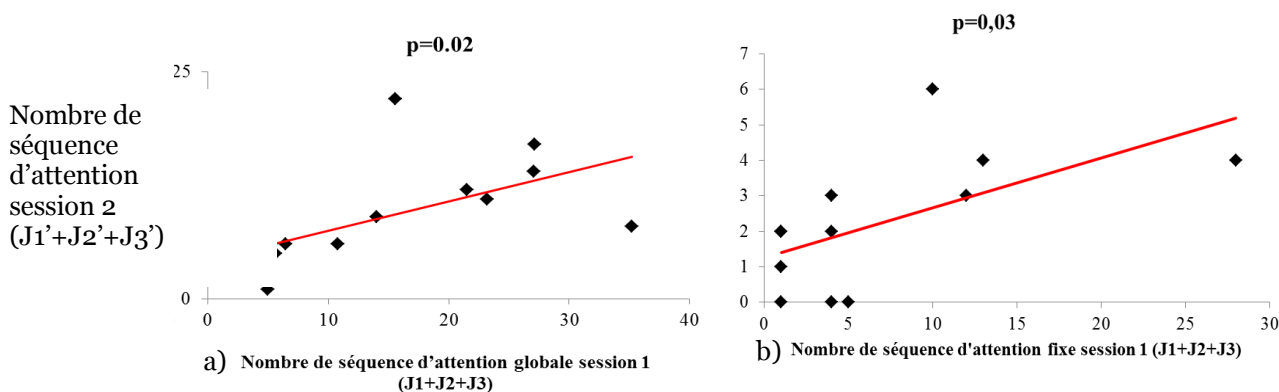 p=0.02
p=0,03
Nombre de
séquence
d'attention
session 2
(J1'+J2'+J3')
25
0
0
10
20
30
40
7
6
5
4
3
2
1
0
0
5
10
15
20
25
30
a) Nombre de séquence d'attention globale session 1
(J1+J2+J3)
b) Nombre de séquence d'attention fixe session 1 (J1+J2+J3)